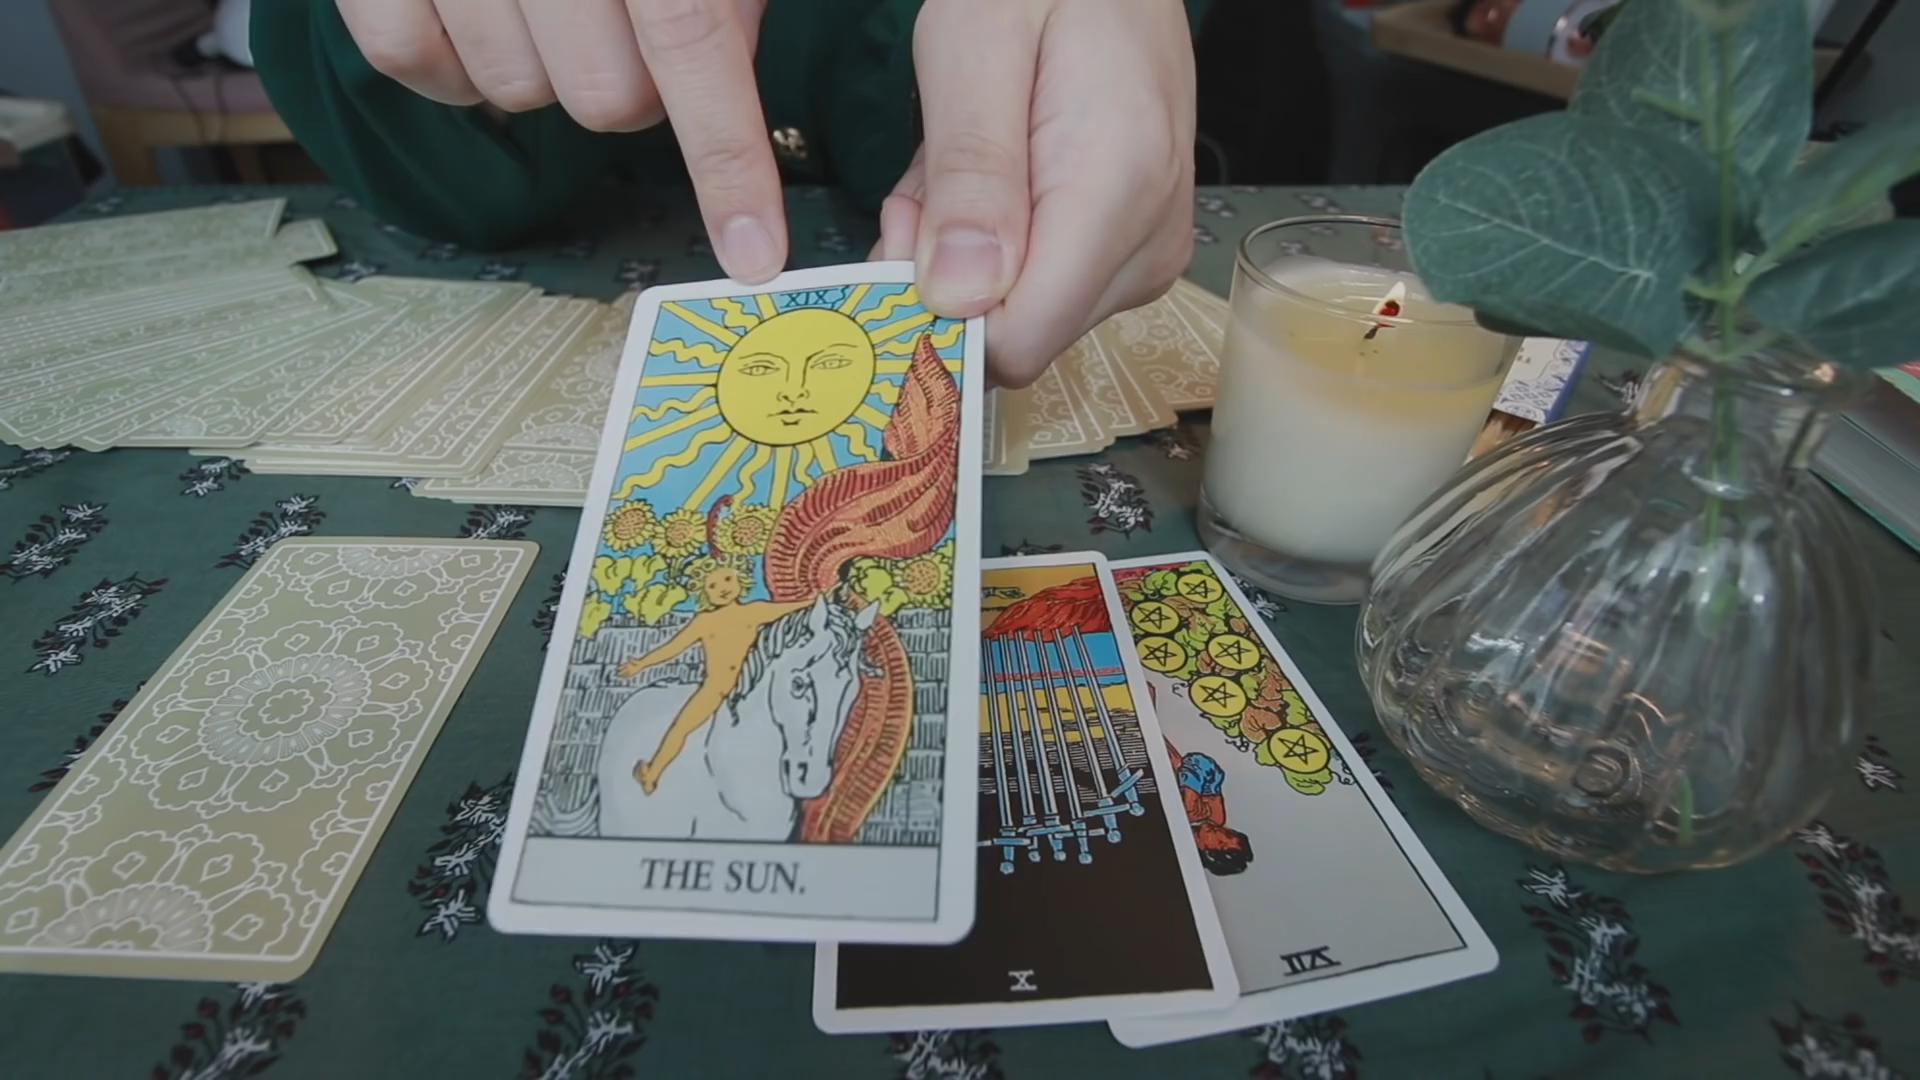 XIX
THE SUN.
X
VII